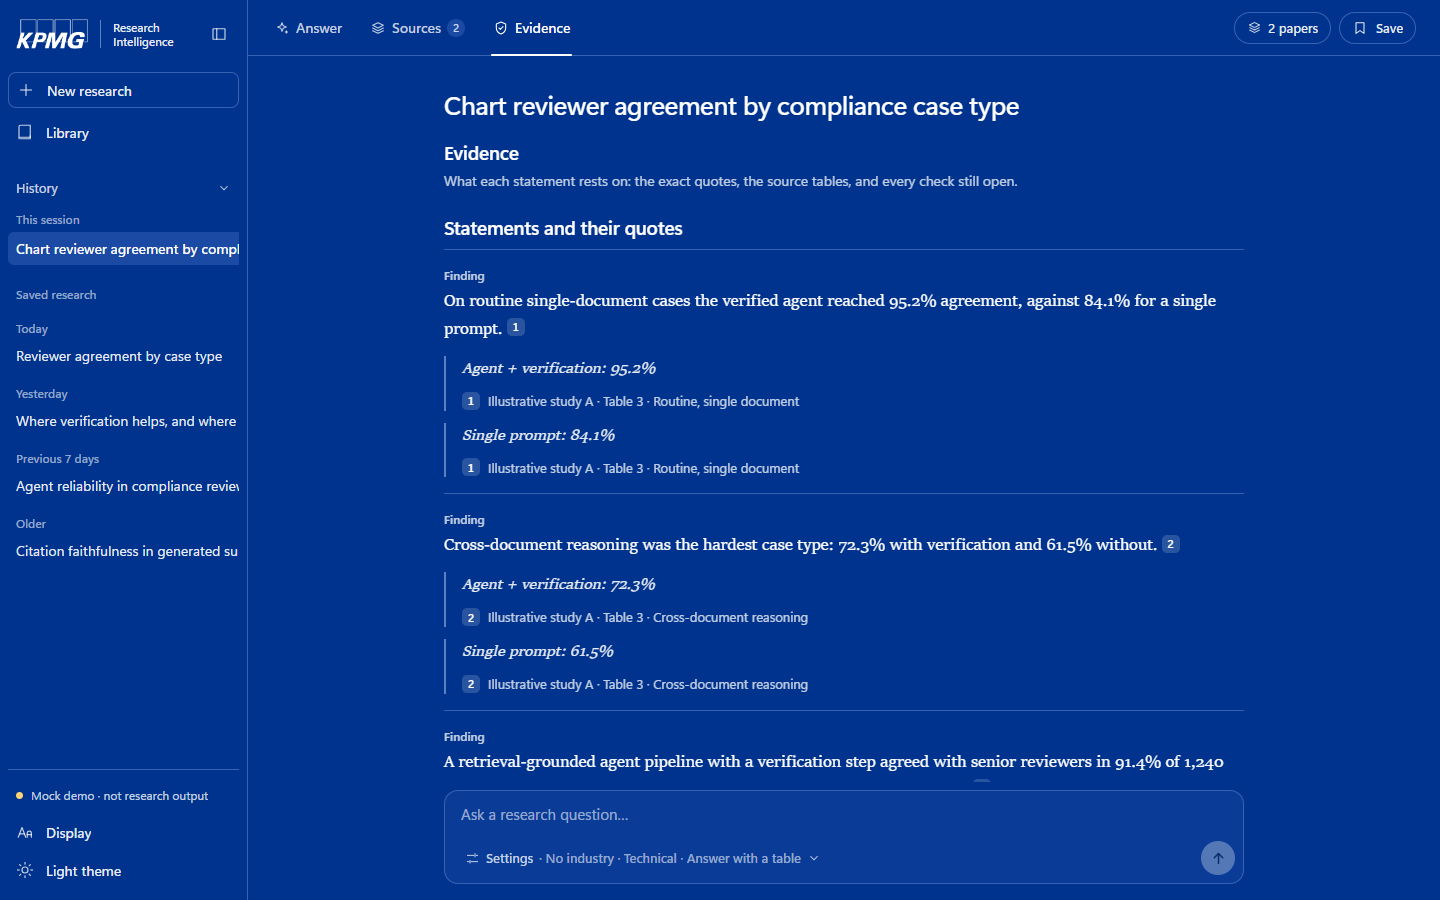 KPMG
Research
Intelligence
New research
Library
History
This session
Chart reviewer agreement by compl
Saved research
Today
Reviewer agreement by case type
Yesterday
Where verification helps, and where
Previous 7 days
Agent reliability in compliance review
Older
Citation faithfulness in generated su
Mock demo · not research output
Display
Light theme
Answer
Sources 2
Evidence
2 papers
Save
Chart reviewer agreement by compliance case type
Evidence
What each statement rests on: the exact quotes, the source tables, and every check still open.
Statements and their quotes
Finding
On routine single-document cases the verified agent reached 95.2% agreement, against 84.1% for a single
prompt. 1
Agent + verification: 95.2%
1 Illustrative study A · Table 3 · Routine, single document
Single prompt: 84.1%
1 Illustrative study A · Table 3 · Routine, single document
Finding
Cross-document reasoning was the hardest case type: 72.3% with verification and 61.5% without. 2
Agent + verification: 72.3%
2 Illustrative study A · Table 3 · Cross-document reasoning
Single prompt: 61.5%
2 Illustrative study A · Table 3 · Cross-document reasoning
Finding
A retrieval-grounded agent pipeline with a verification step agreed with senior reviewers in 91.4% of 1,240
Ask a research question...
Settings · No industry · Technical · Answer with a table